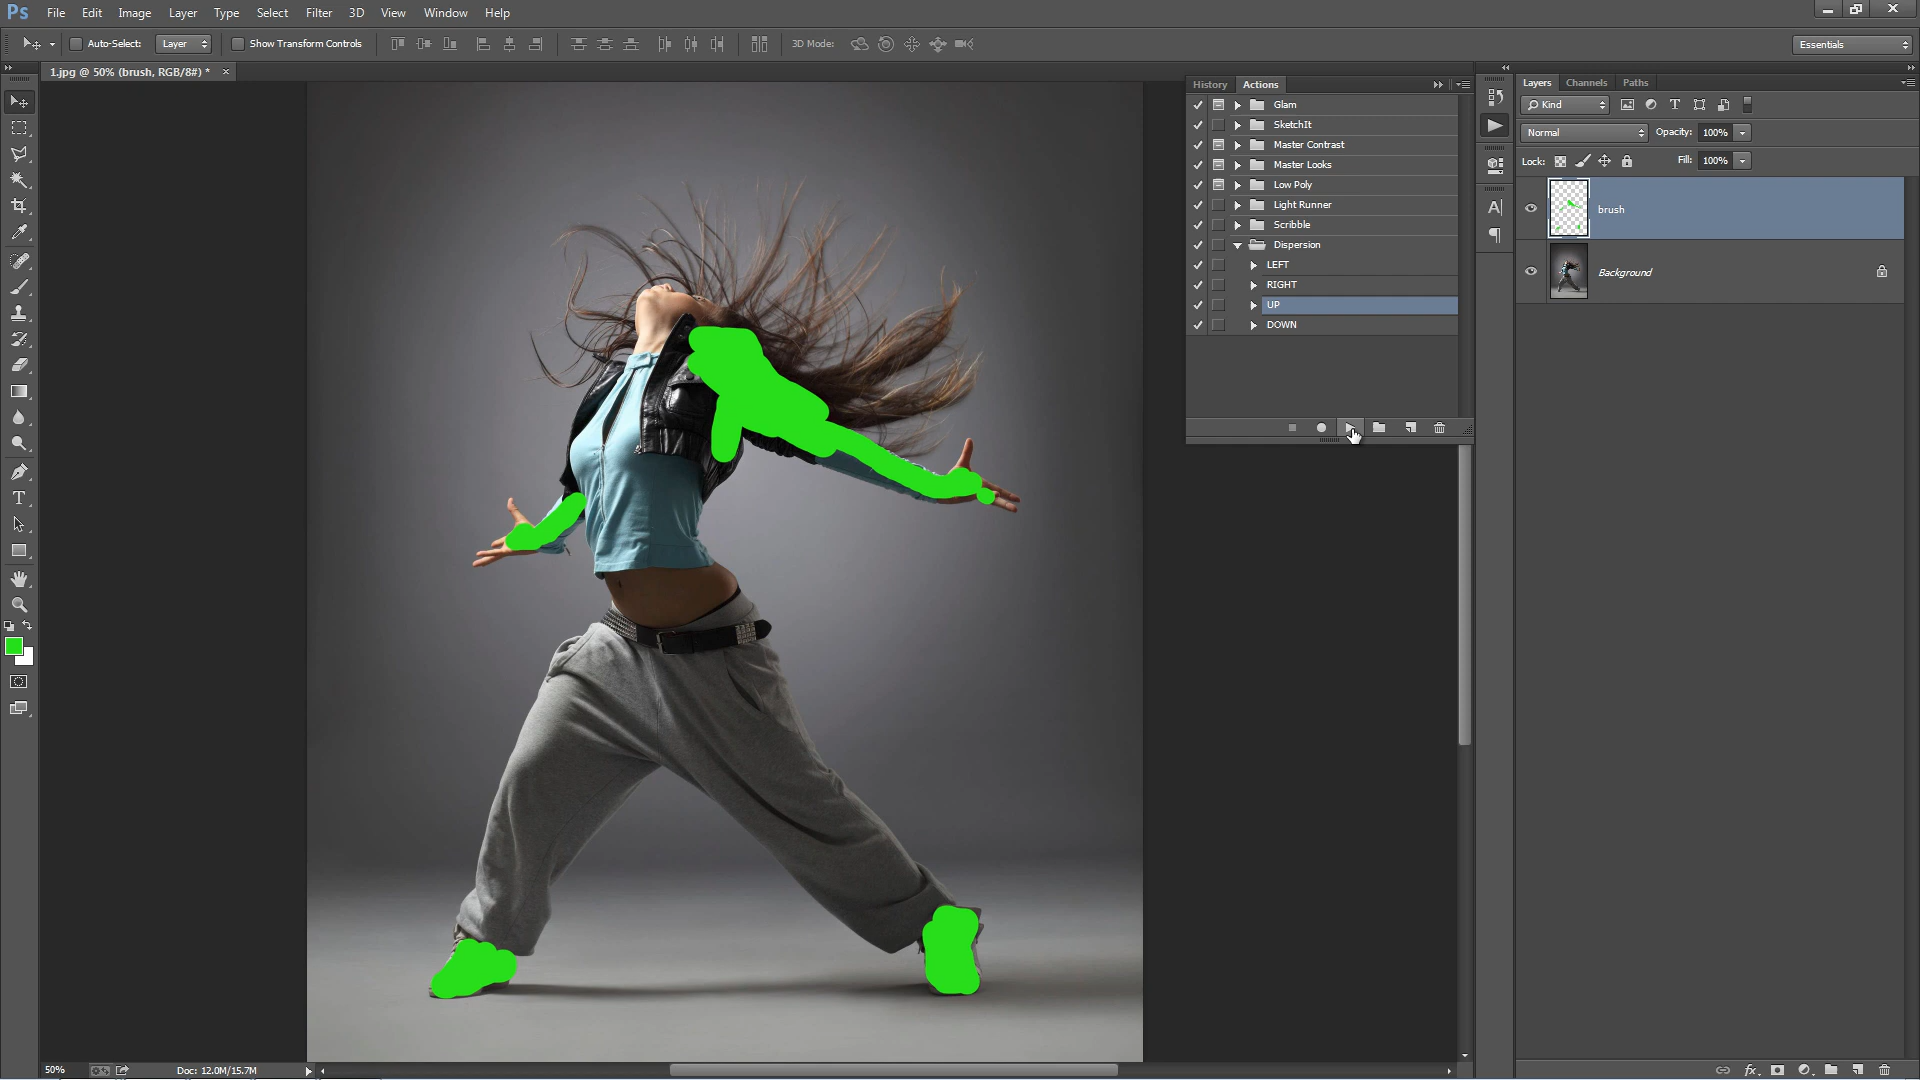 Ps File Edit Image Layer Type Select Filter 3D View Window Help
Auto-Select: Layer Show Transform Controls 3D Mode: Essentials
1.jpg @ 50% (brush, RGB/8#) * ×
History Actions
Glam
SketchIt
Master Contrast
Master Looks
Low Poly
Light Runner
Scribble
Dispersion
LEFT
RIGHT
UP
DOWN
Layers Channels Paths
Kind
Normal Opacity: 100%
Lock: Fill: 100%
brush
Background
50% Doc: 12.0M/15.7M